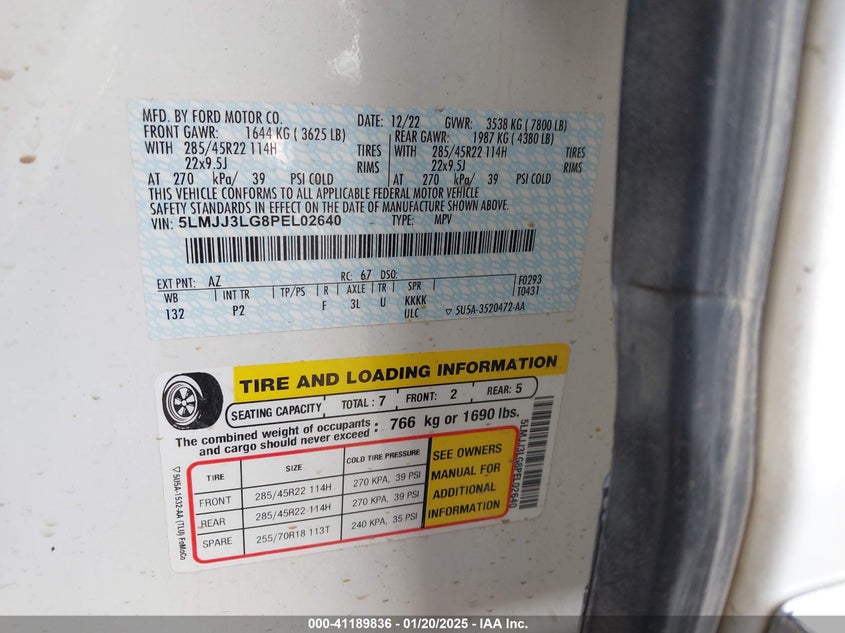 MFD. BY FORD MOTOR CO. DATE: 12/22 GVWR: 3538 KG ( 7800 LB)
FRONT GAWR: 1644 KG ( 3625 LB) REAR GAWR: 1987 KG ( 4380 LB)
WITH 285/45R22 114H TIRES WITH 285/45R22 114H TIRES
22x9.5J RIMS 22x9.5J RIMS
AT 270 kPa/ 39 PSI COLD AT 270 kPa/ 39 PSI COLD
THIS VEHICLE CONFORMS TO ALL APPLICABLE FEDERAL MOTOR VEHICLE
SAFETY STANDARDS IN EFFECT ON THE DATE OF MANUFACTURE SHOWN ABOVE.
VIN: 5LMJJ3LG8PEL02640 TYPE: MPV
EXT PNT: AZ RC: 67 DSO: F0293
WB INT TR TP/PS R AXLE TR SPR T0431
132 P2 F 3L U KKKK
ULC ▽ 5U5A-3520472-AA
TIRE AND LOADING INFORMATION
SEATING CAPACITY TOTAL : 7 FRONT: 2 REAR: 5
The combined weight of occupants
and cargo should never exceed : 766 kg or 1690 lbs.
TIRE SIZE COLD TIRE PRESSURE
FRONT 285/45R22 114H 270 KPA, 39 PSI
REAR 285/45R22 114H 270 KPA, 39 PSI
SPARE 255/70R18 113T 240 KPA, 35 PSI
SEE OWNERS
MANUAL FOR
ADDITIONAL
INFORMATION
▽ 5U5A-1532-AA (TLU) FoMoCo
5LMJJ3LG8PEL02640
000-41189836 - 01/20/2025 - IAA Inc.